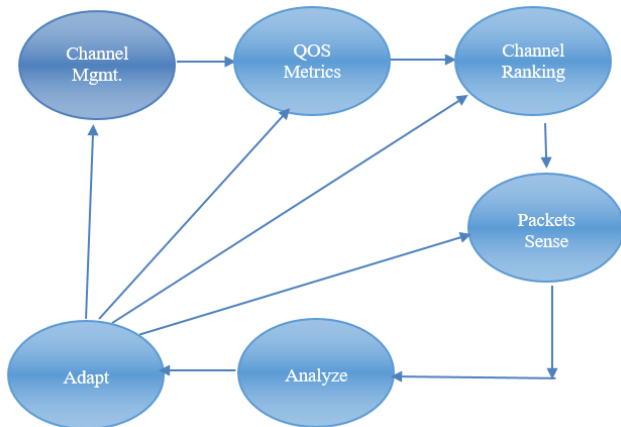 Channel
Mgmt.
QOS
Metrics
Channel
Ranking
Packets
Sense
Adapt
Analyze